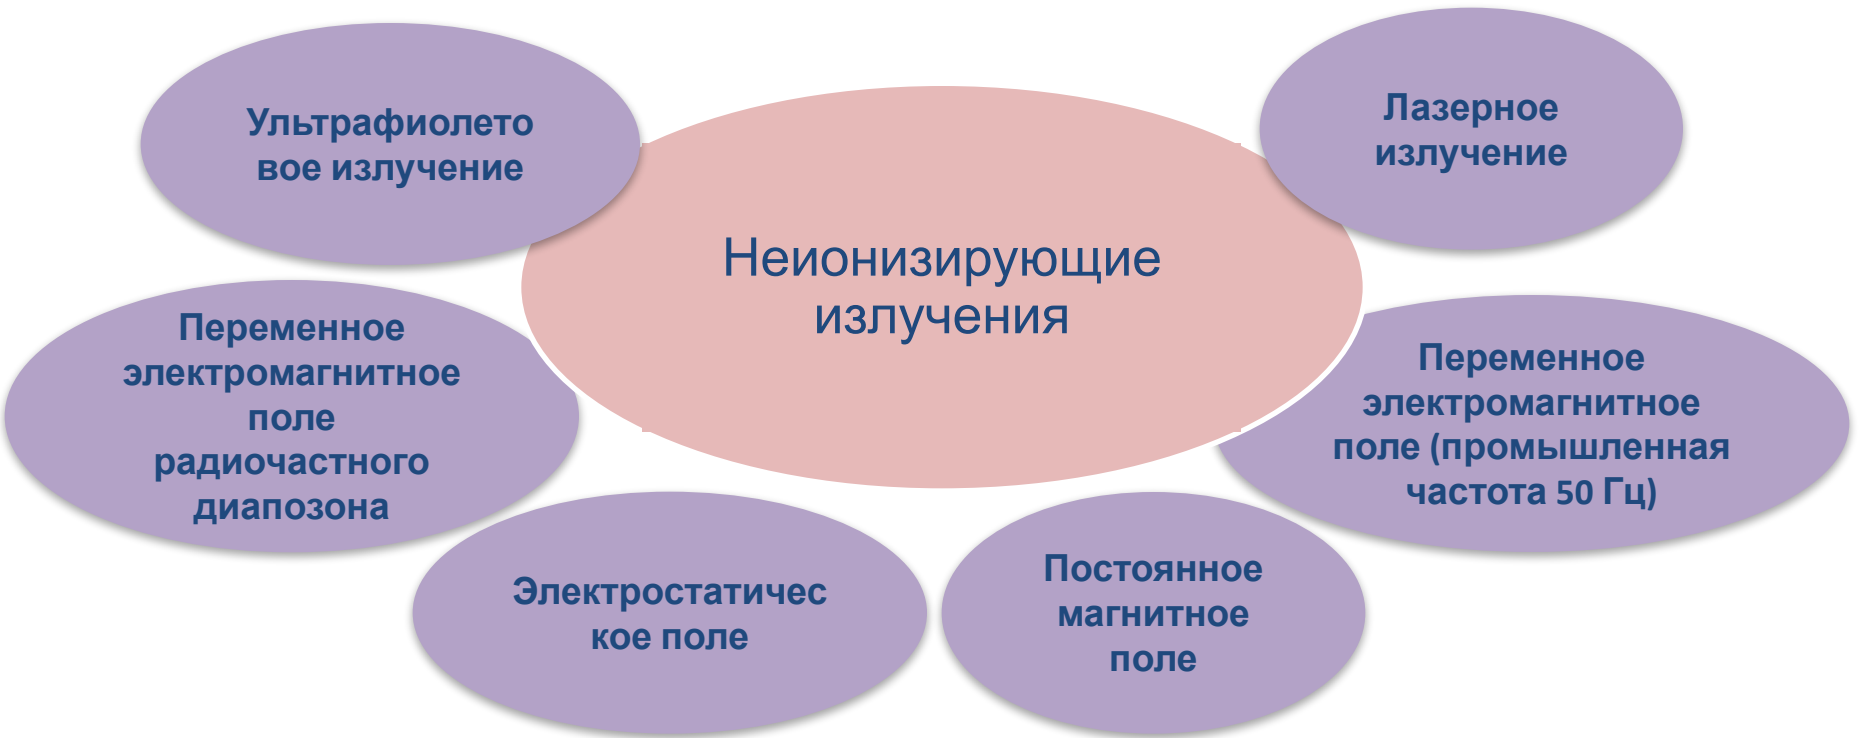 Ультрафиолето
вое излучение
Лазерное
излучение
Неионизирующие
излучения
Переменное
электромагнитное
поле
радиочастного
диапозона
Переменное
электромагнитное
поле (промышленная
частота 50 Гц)
Электростатичес
кое поле
Постоянное
магнитное
поле